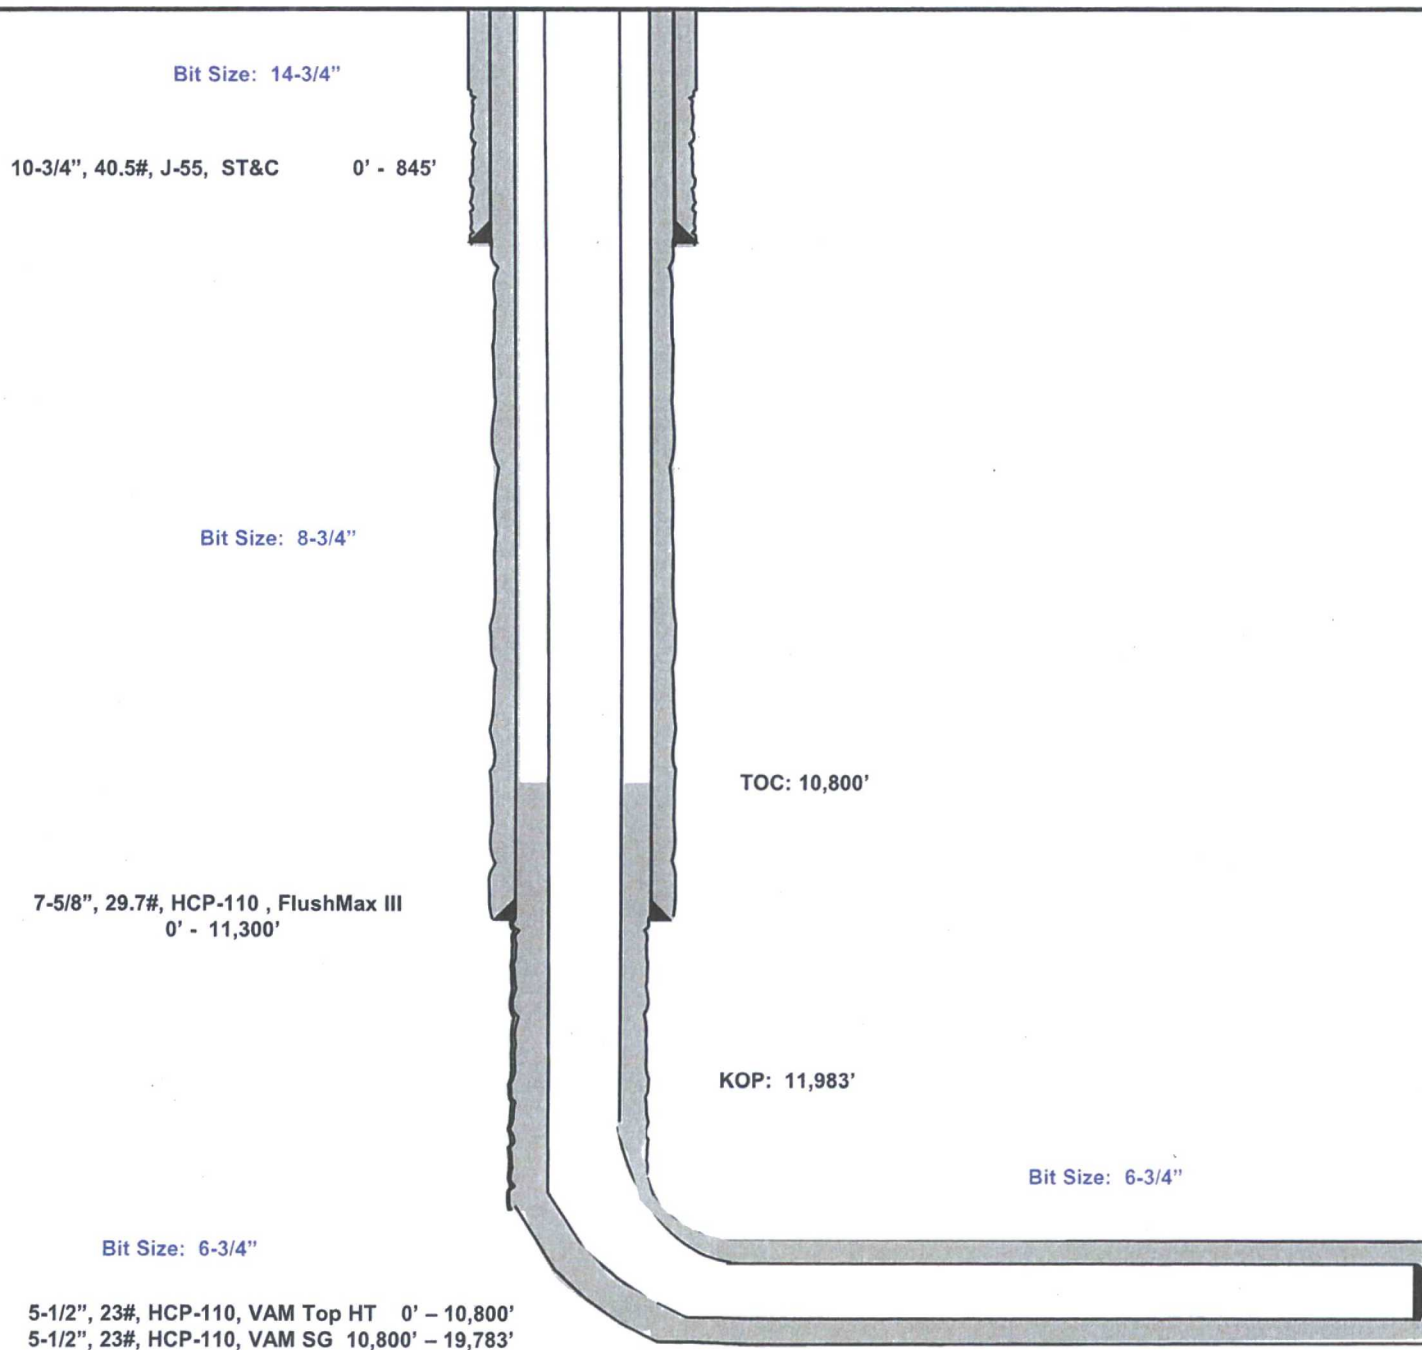 Bit Size: 14-3/4”
10-3/4”, 40.5#, J-55, ST&C 0’ - 845’
Bit Size: 8-3/4”
TOC: 10,800’
7-5/8”, 29.7#, HCP-110 , FlushMax III
0’ - 11,300’
KOP: 11,983’
Bit Size: 6-3/4”
Bit Size: 6-3/4”
5-1/2”, 23#, HCP-110, VAM Top HT 0’ – 10,800’
5-1/2”, 23#, HCP-110, VAM SG 10,800’ – 19,783’